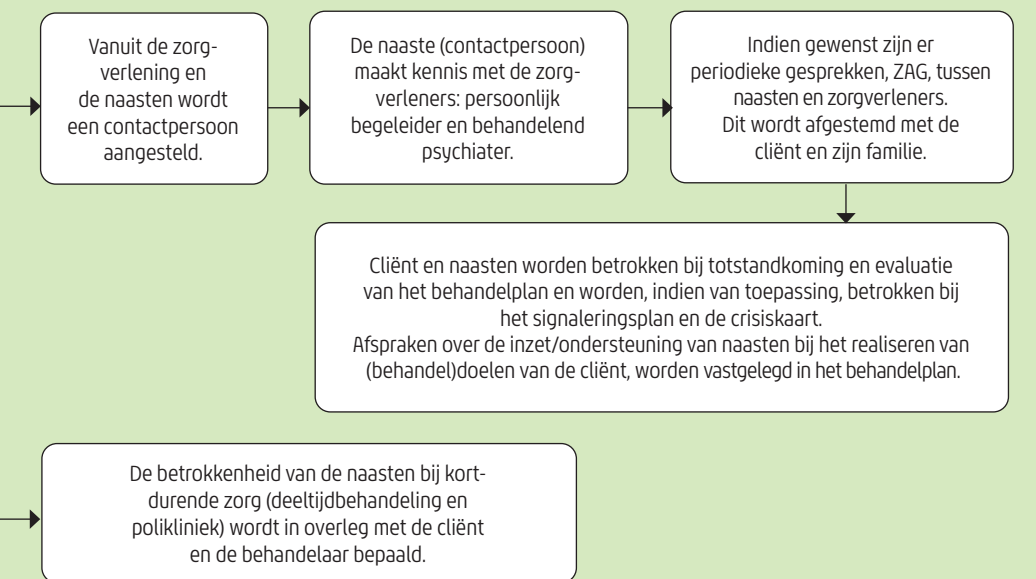 Vanuit de zorg-
verlening en
de naasten wordt
een contactpersoon
aangesteld.
De naaste (contactpersoon)
maakt kennis met de zorg-
verleners: persoonlijk
begeleider en behandelend
psychiater.
Indien gewenst zijn er
periodieke gesprekken, ZAG, tussen
naasten en zorgverleners.
Dit wordt afgestemd met de
cliënt en zijn familie.
Cliënt en naasten worden betrokken bij totstandkoming en evaluatie
van het behandelplan en worden, indien van toepassing, betrokken bij
het signaleringsplan en de crisiskaart.
Afspraken over de inzet/ondersteuning van naasten bij het realiseren van
(behandel)doelen van de cliënt, worden vastgelegd in het behandelplan.
De betrokkenheid van de naasten bij kort-
durende zorg (deeltijdbehandeling en
polikliniek) wordt in overleg met de cliënt
en de behandelaar bepaald.